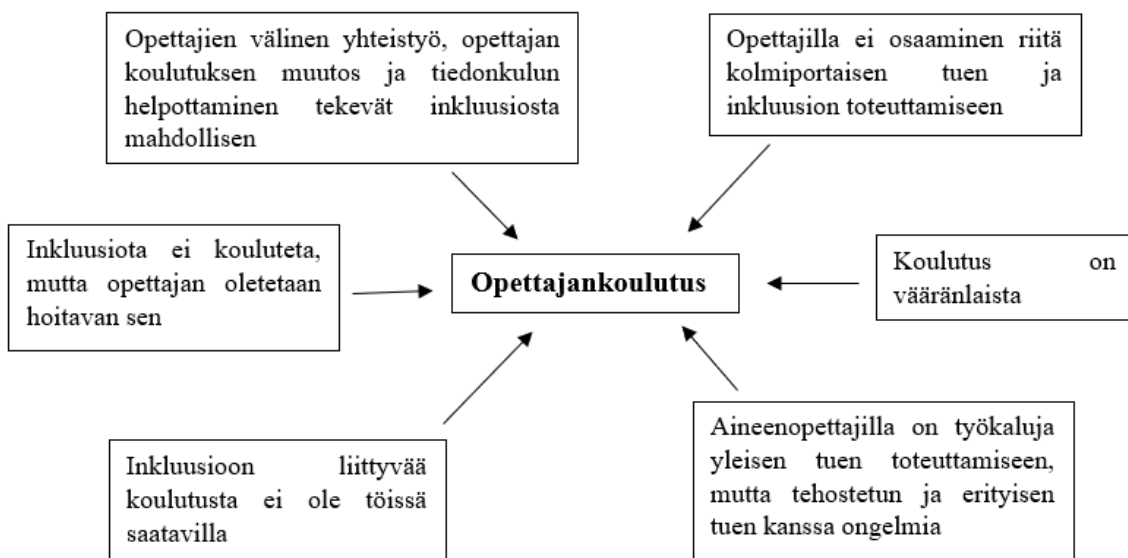 Opettajien välinen yhteistyö, opettajan
koulutuksen muutos ja tiedonkulun
helpottaminen tekevät inkluusiosta
mahdollisen
Opettajilla ei osaaminen riitä
kolmiportaisen tuen ja
inkluusion toteuttamiseen
Inkluusiota ei kouluteta,
mutta opettajan oletetaan
hoitavan sen
Opettajankoulutus
Koulutus on
vääränlaista
Inkluusioon liittyvää
koulutusta ei ole töissä
saatavilla
Aineenopettajilla on työkaluja
yleisen tuen toteuttamiseen,
mutta tehostetun ja erityisen
tuen kanssa ongelmia